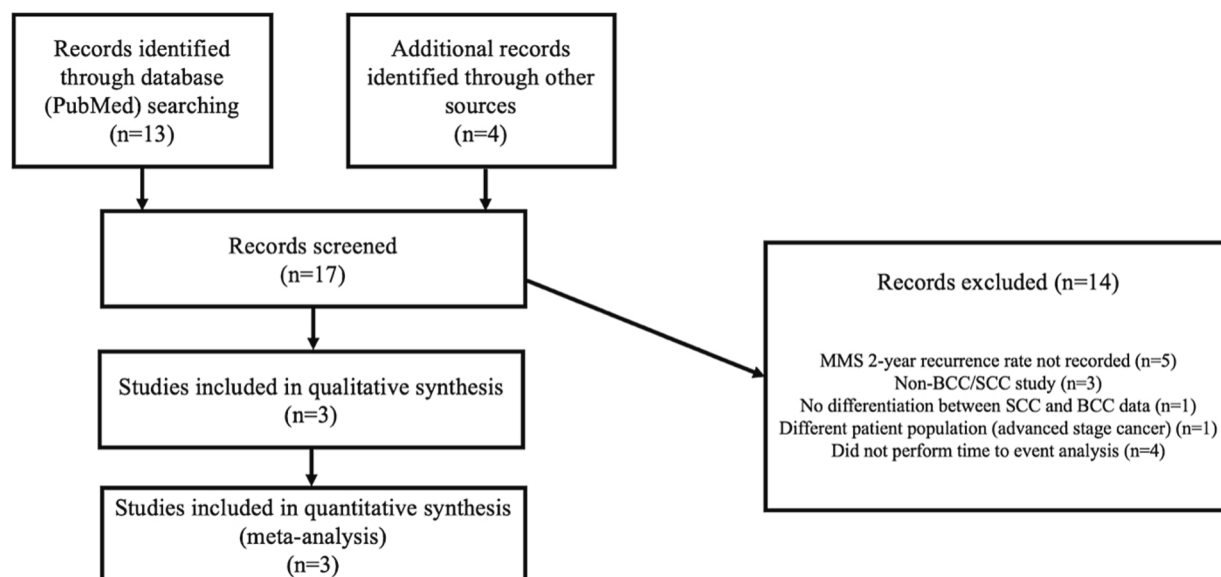 Records identified
through database
(PubMed) searching
(n=13)
Additional records
identified through other
sources
(n=4)
Records screened
(n=17)
Records excluded (n=14)
MMS 2-year recurrence rate not recorded (n=5)
Non-BCC/SCC study (n=3)
No differentiation between SCC and BCC data (n=1)
Different patient population (advanced stage cancer) (n=1)
Did not perform time to event analysis (n=4)
Studies included in qualitative synthesis
(n=3)
Studies included in quantitative synthesis
(meta-analysis)
(n=3)